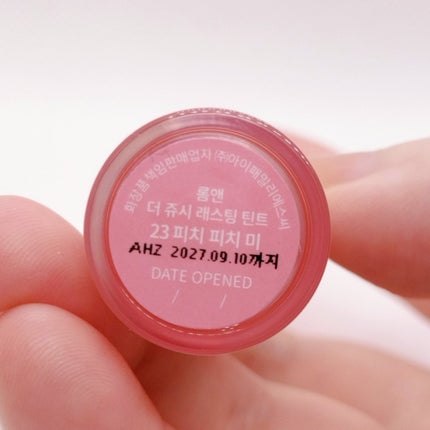 화장품책임판매업자 ㈜아이패밀리에스씨
롬앤
더 쥬시 래스팅 틴트
23 피치 피치 미
AHZ 2027.09.10까지
DATE OPENED
/ /